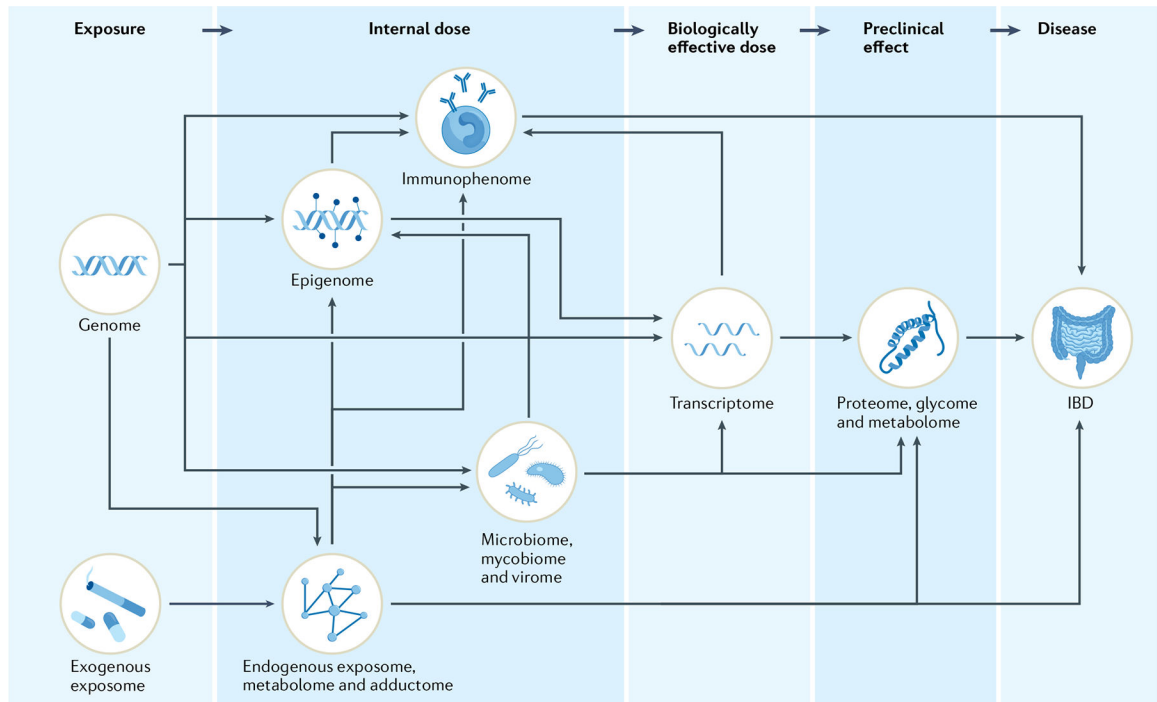 Exposure
Internal dose
Biologically
effective dose
Preclinical
effect
Disease
Immunophenome
Epigenome
Genome
Transcriptome
Proteome, glycome
and metabolome
IBD
Microbiome,
mycobiome
and virome
Exogenous
exposome
Endogenous exposome,
metabolome and adductome